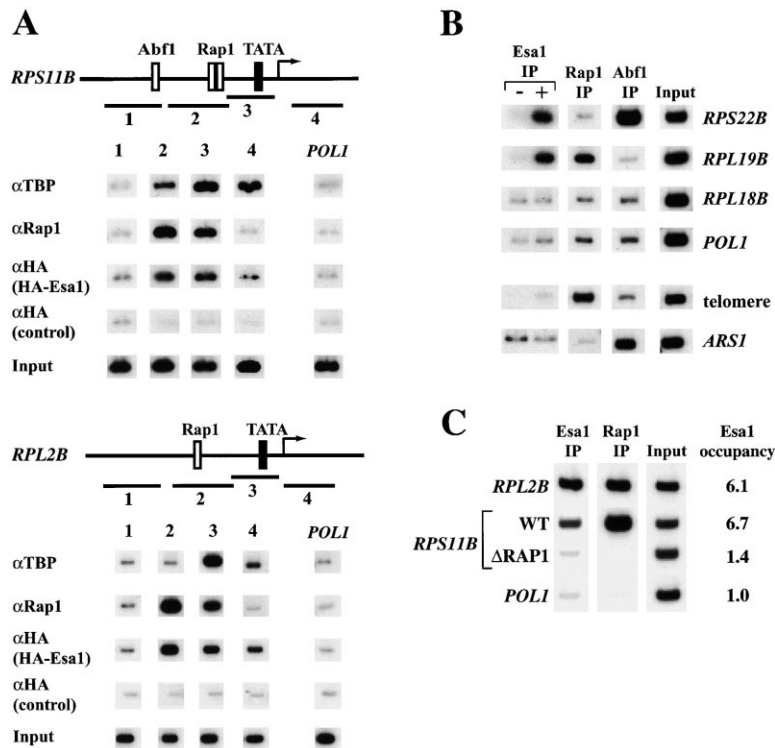 A
Abf1 Rap1 TATA
RPS11B
1 2 3 4
1 2 3 4 POL1
αTBP
αRap1
αHA
(HA-Esa1)
αHA
(control)
Input
Rap1 TATA
RPL2B
1 2 3 4
1 2 3 4 POL1
αTBP
αRap1
αHA
(HA-Esa1)
αHA
(control)
Input
B
Esa1
IP
- +
Rap1
IP
Abf1
IP
Input
RPS22B
RPL19B
RPL18B
POL1
telomere
ARS1
C
Esa1
IP
Rap1
IP
Input
Esa1
occupancy
RPL2B 6.1
RPS11B
WT 6.7
ΔRAP1 1.4
POL1 1.0